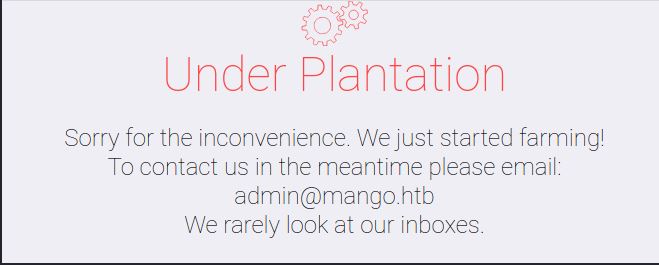 Under Plantation
Sorry for the inconvenience. We just started farming!
To contact us in the meantime please email:
admin@mango.htb
We rarely look at our inboxes.